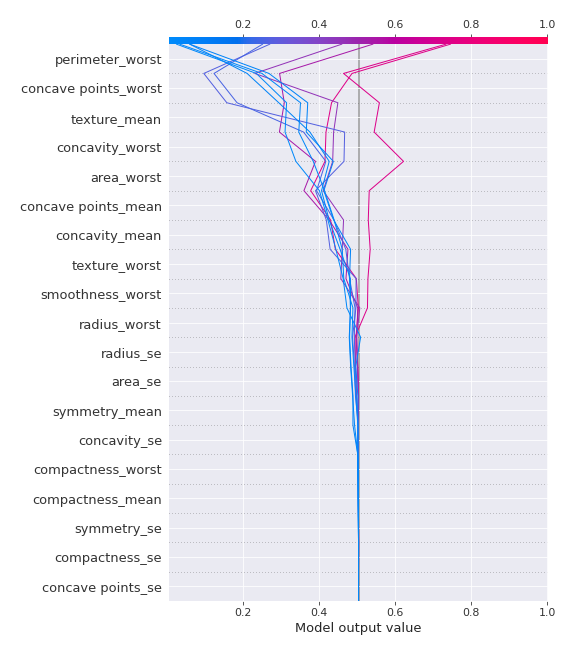 0.2 0.4 0.6 0.8 1.0
perimeter_worst
concave points_worst
texture_mean
concavity_worst
area_worst
concave points_mean
concavity_mean
texture_worst
smoothness_worst
radius_worst
radius_se
area_se
symmetry_mean
concavity_se
compactness_worst
compactness_mean
symmetry_se
compactness_se
concave points_se
0.2 0.4 0.6 0.8 1.0
Model output value